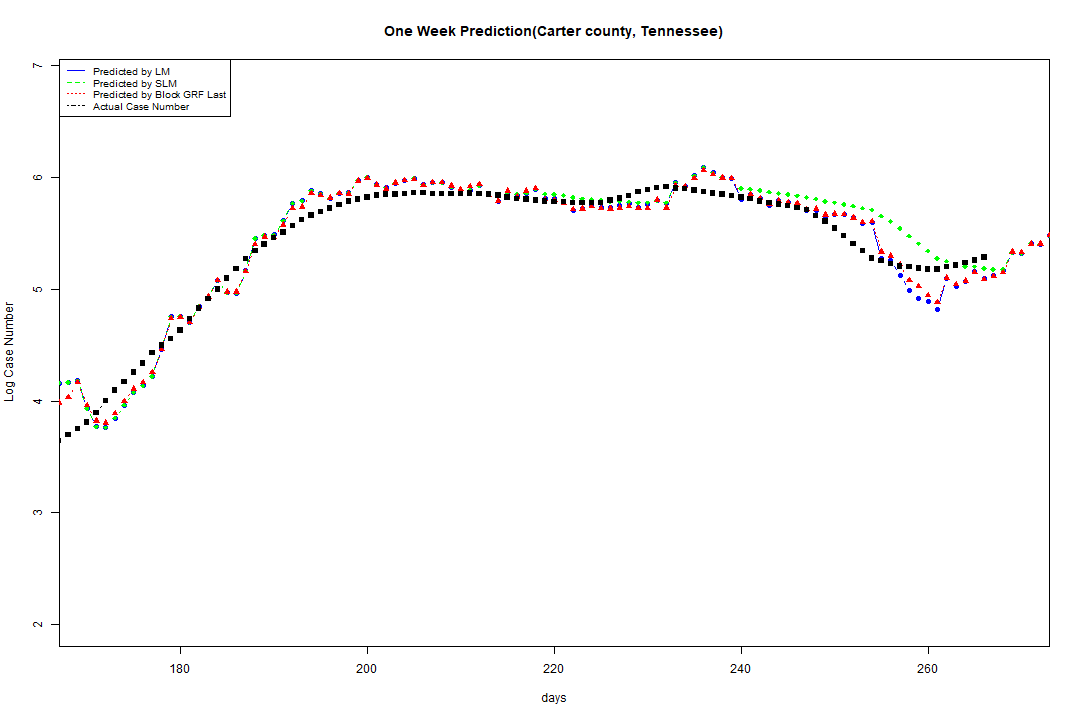 One Week Prediction(Carter county, Tennessee)
Predicted by LM
Predicted by SLM
Predicted by Block GRF Last
Actual Case Number
7
6
5
4
3
2
Log Case Number
180 200 220 240 260
days